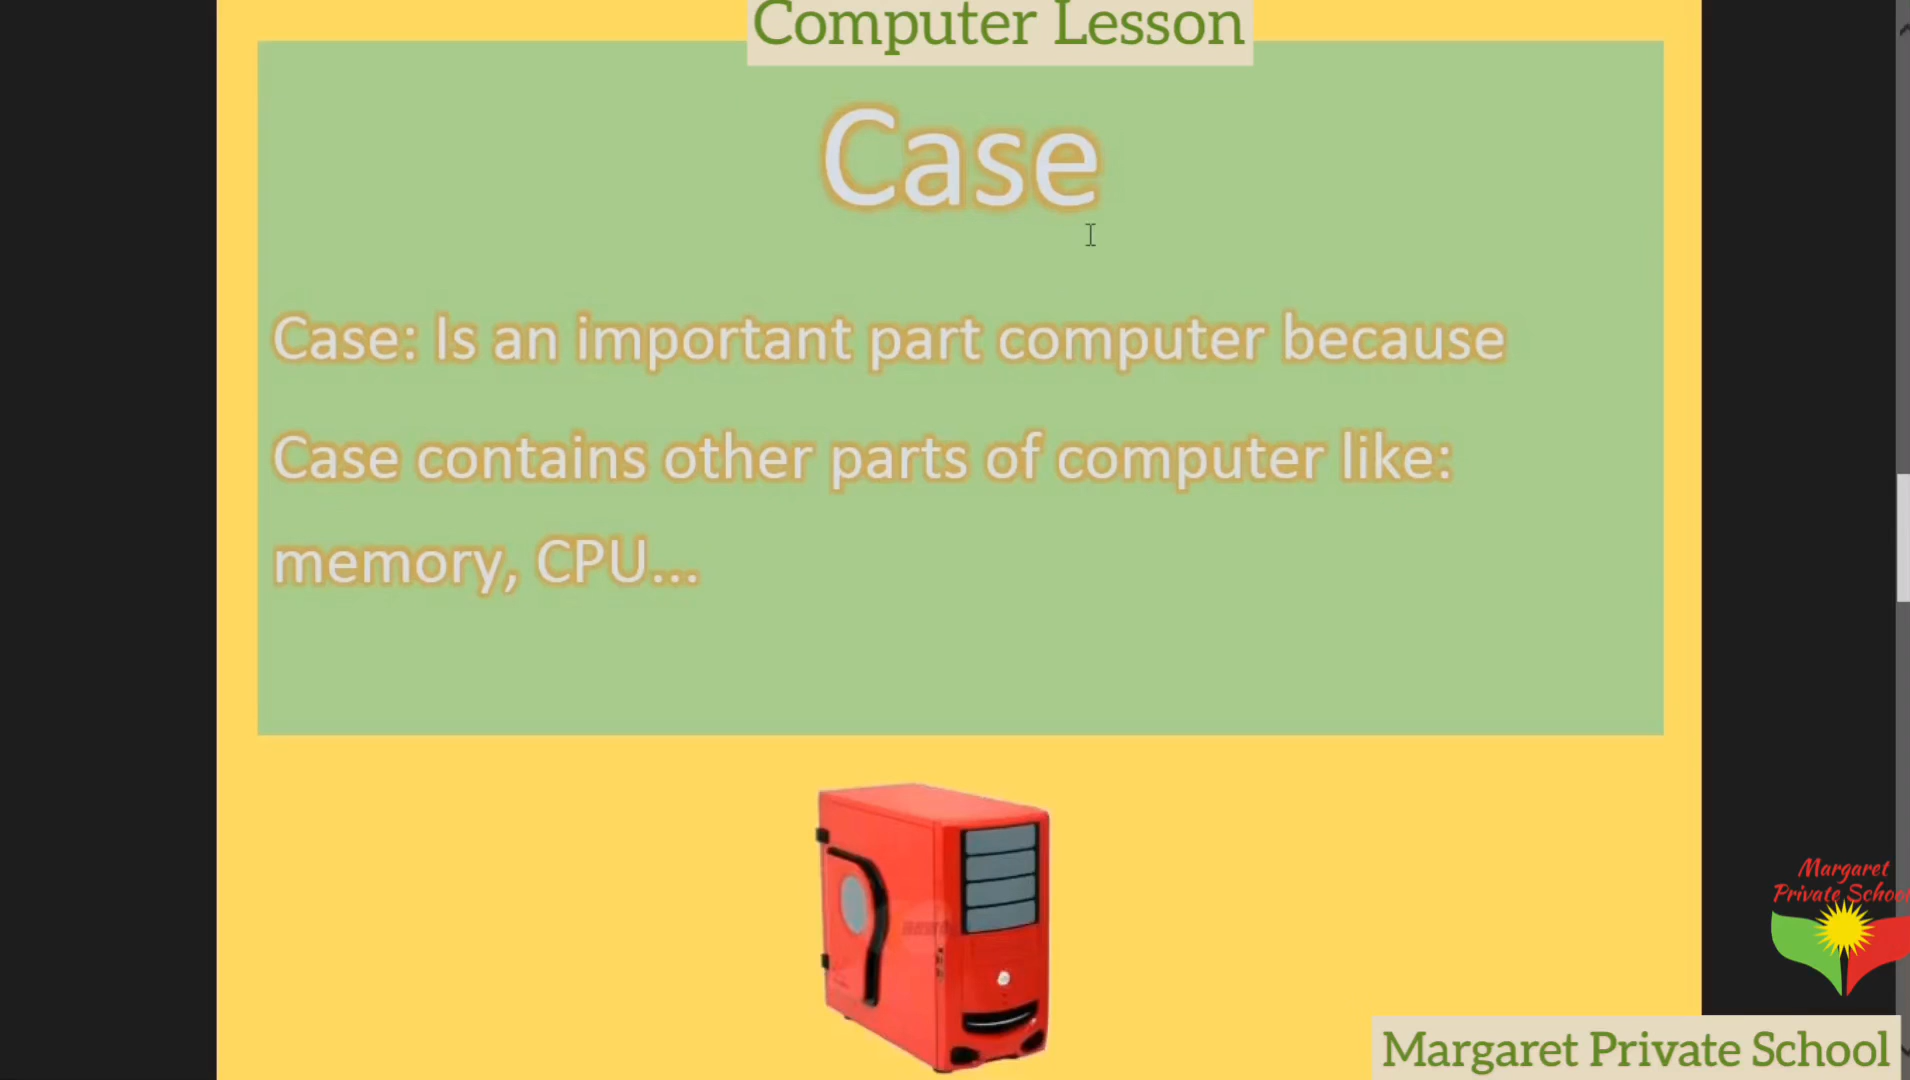 Computer Lesson
Case
Case: Is an important part computer because
Case contains other parts of computer like:
memory, CPU...
Margaret
Private School
Margaret Private School